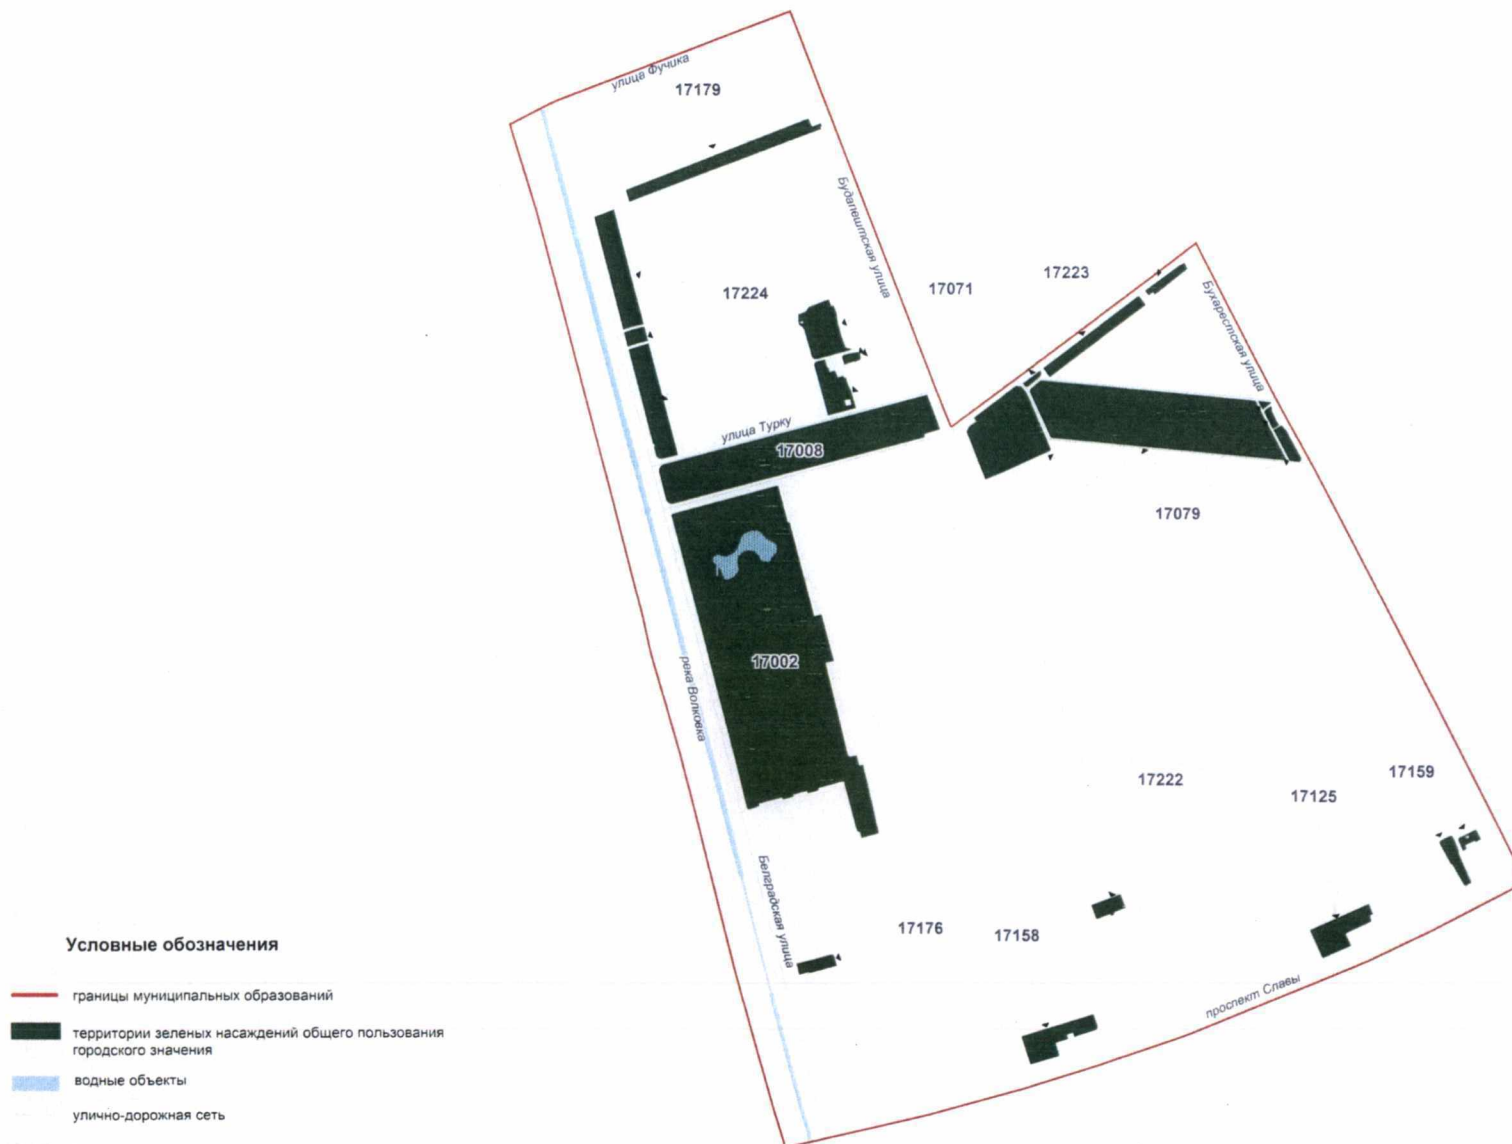 улица Фучика
17179
Будапештская улица
17223
17071
17224
Бухарестская улица
улица Турку
17008
17079
17002
река Волковка
17159
17222
17125
Белградская улица
17176
17158
Условные обозначения
проспект Славы
границы муниципальных образований
территории зеленых насаждений общего пользования
городского значения
водные объекты
улично-дорожная сеть